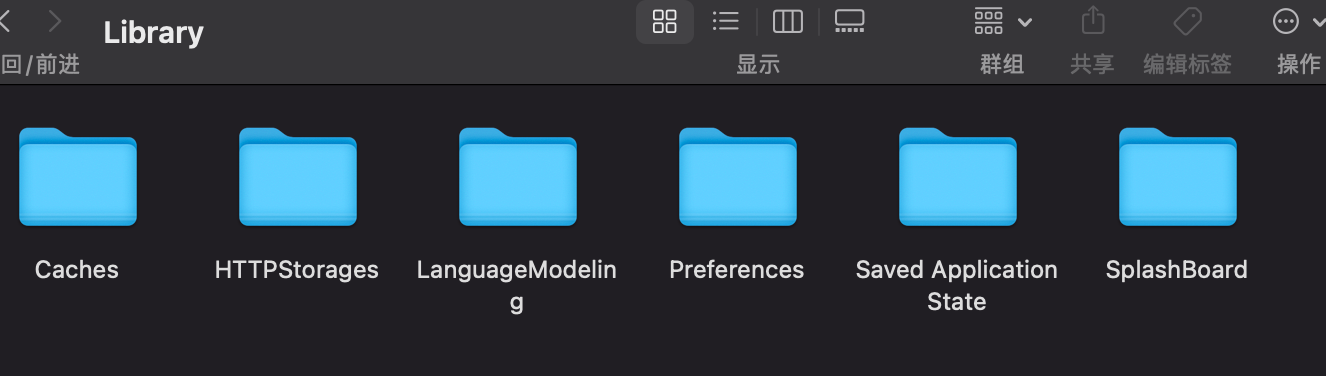 Library
回/前进
显示
群组
共享
编辑标签
操作
Caches
HTTPStorages
LanguageModelin
g
Preferences
Saved Application
State
SplashBoard